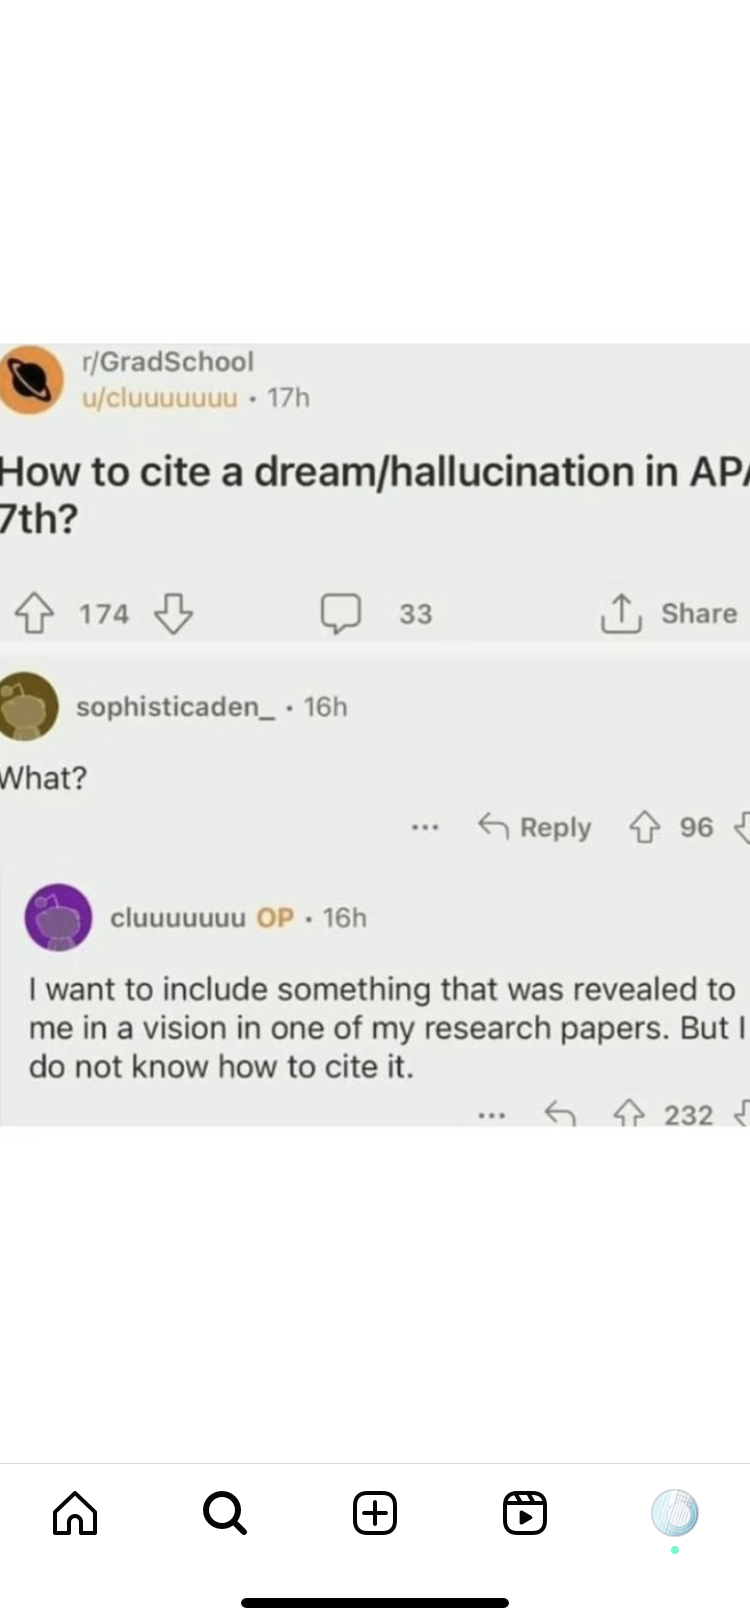 r/GradSchool
u/cluuuuuuu • 17h
How to cite a dream/hallucination in AP
7th?
174
33
Share
sophisticaden_ • 16h
What?
... Reply 96
cluuuuuuu OP • 16h
I want to include something that was revealed to
me in a vision in one of my research papers. But I
do not know how to cite it.
... 232